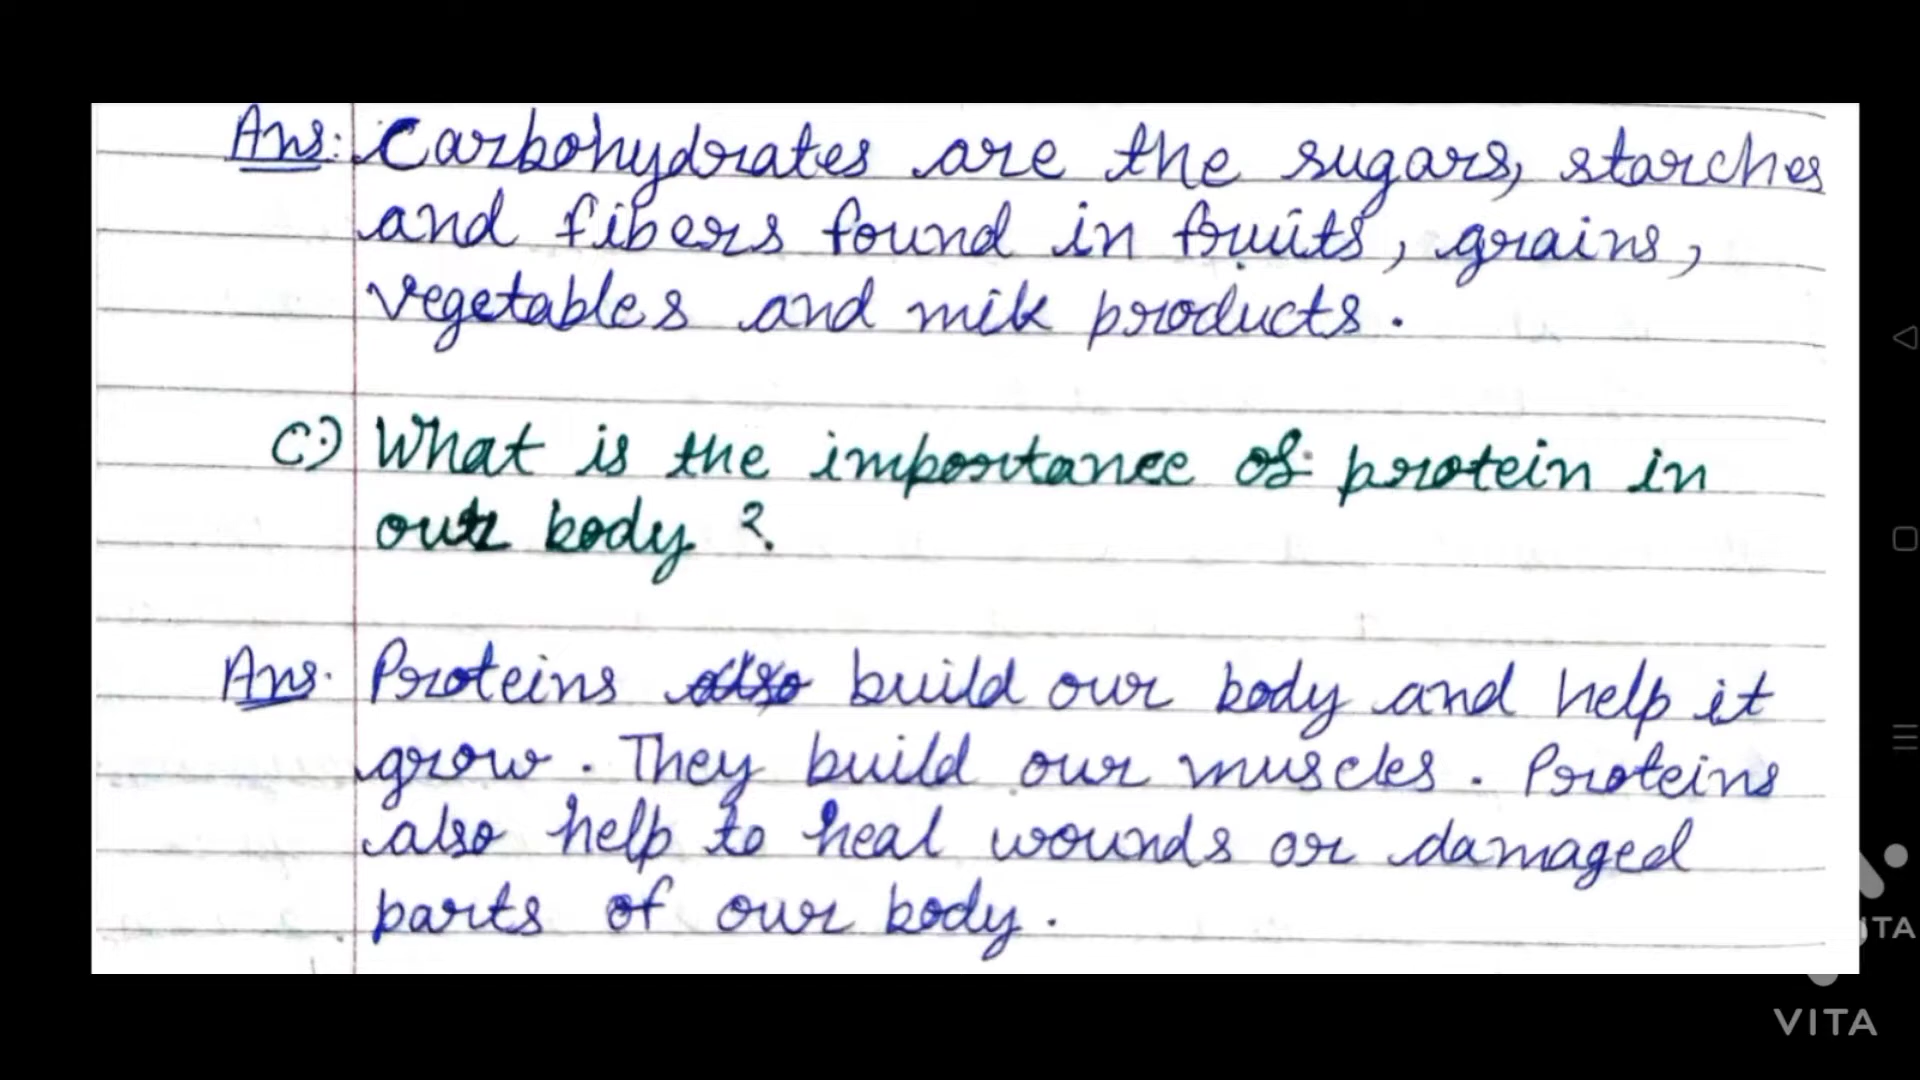 Ans: Carbohydrates are the sugars, starches
and fibers found in fruits, grains,
vegetables and milk products.
C.) What is the importance of protein in
our body ?
Ans. Proteins also build our body and help it
grow. They build our muscles. Proteins
also help to heal wounds or damaged
parts of our body.
ITA
VITA